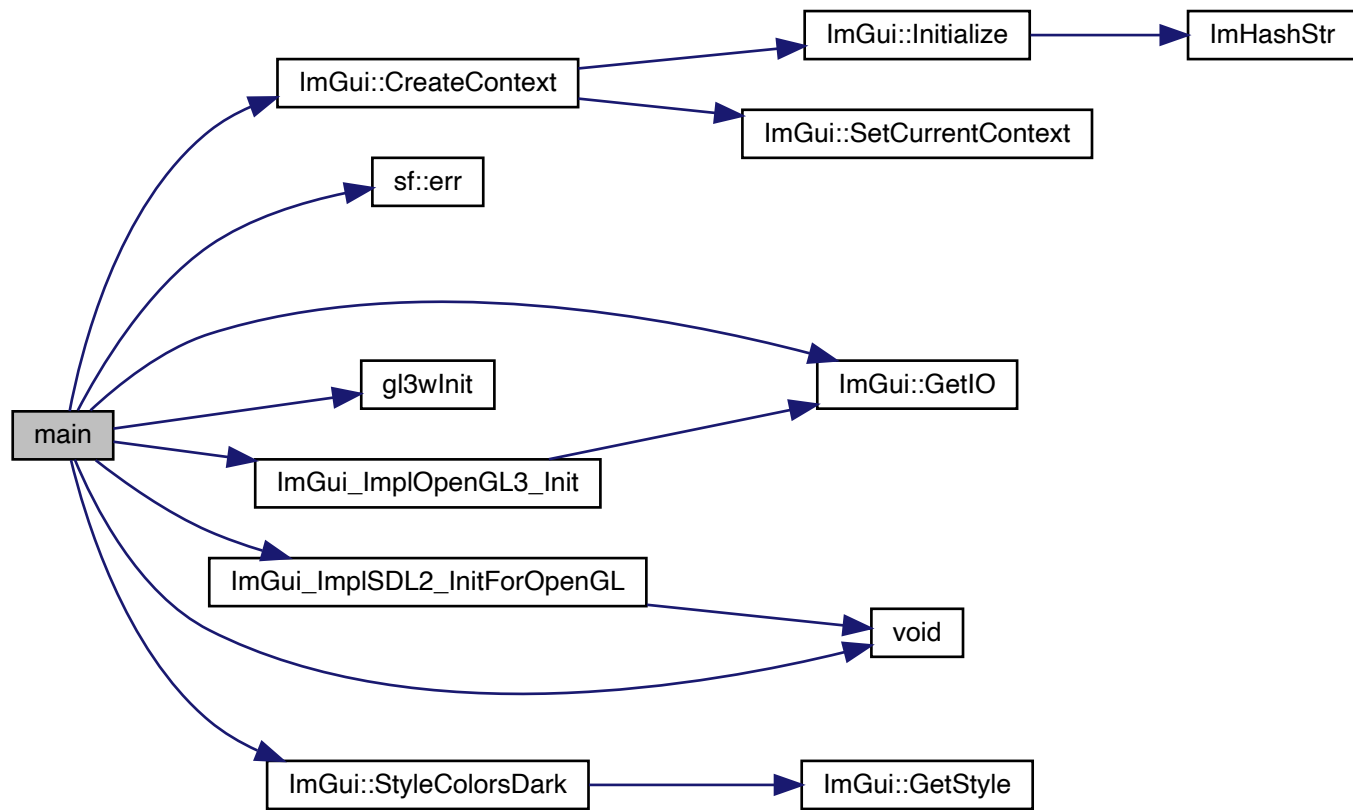 ImGui::Initialize
ImHashStr
ImGui::CreateContext
ImGui::SetCurrentContext
sf::err
gl3wInit
ImGui::GetIO
main
ImGui_ImplOpenGL3_Init
ImGui_ImplSDL2_InitForOpenGL
void
ImGui::StyleColorsDark
ImGui::GetStyle